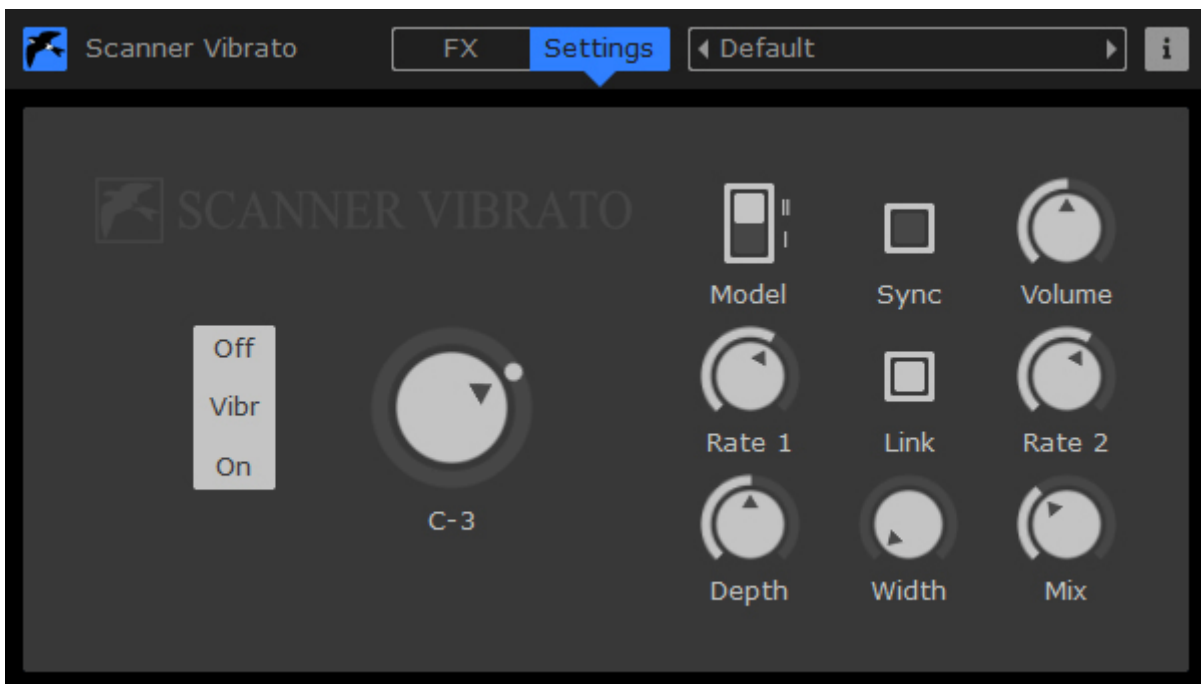 Scanner Vibrato
FX
Settings
Default
i
SCANNER VIBRATO
II
I
Model
Sync
Volume
Off
Vibr
On
C-3
Rate 1
Link
Rate 2
Depth
Width
Mix